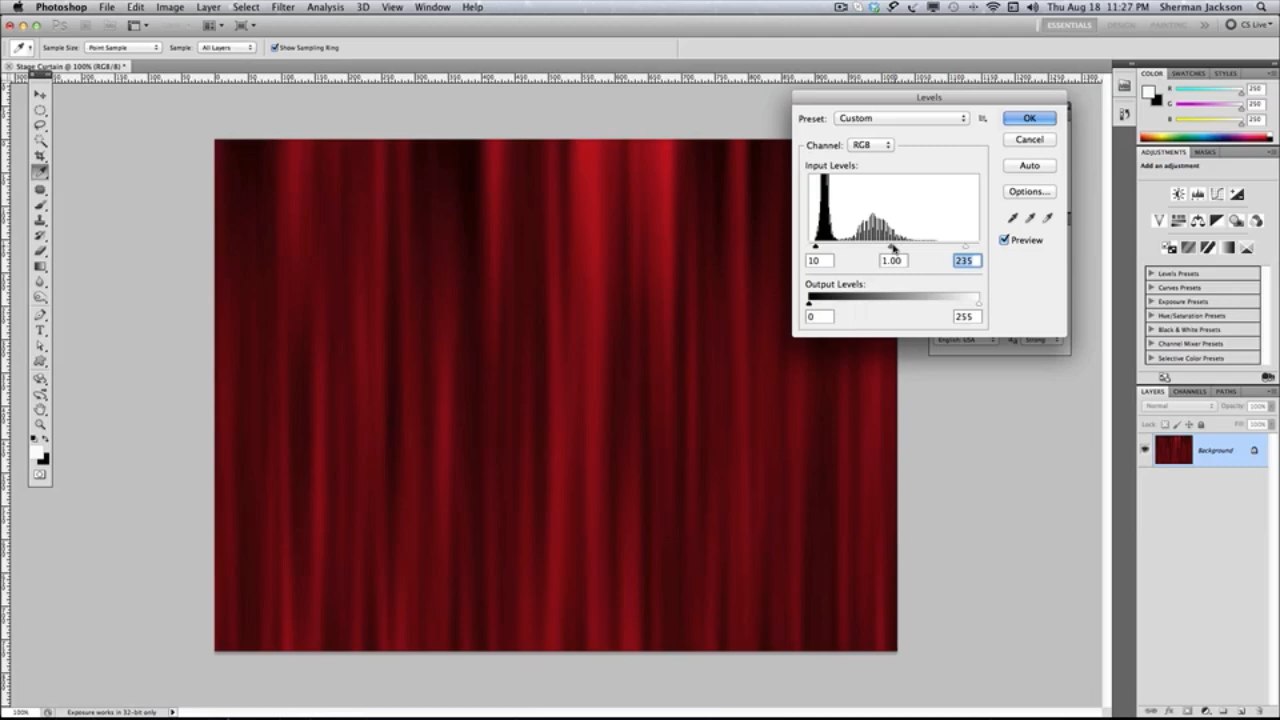 Photoshop File Edit Image Layer Select Filter Analysis 3D View Window Help Thu Aug 18 11:27 PM Sherman Jackson
Ps ESSENTIALS DESIGN PAINTING >> CS Live
Sample Size: Point Sample Sample: All Layers Show Sampling Ring
Stage Curtain @ 100% (RGB/8) *
Levels
Preset: Custom OK
Cancel
Channel: RGB
Input Levels: Auto
Options...
Preview
10 1.00 235
Output Levels:
0 255
English: USA Strong
COLOR SWATCHES STYLES
R 250
G 250
B 250
ADJUSTMENTS MASKS
Add an adjustment
Levels Presets
Curves Presets
Exposure Presets
Hue/Saturation Presets
Black & White Presets
Channel Mixer Presets
Selective Color Presets
LAYERS CHANNELS PATHS
Normal Opacity: 100%
Lock: Fill: 100%
Background
100% Exposure works in 32-bit only